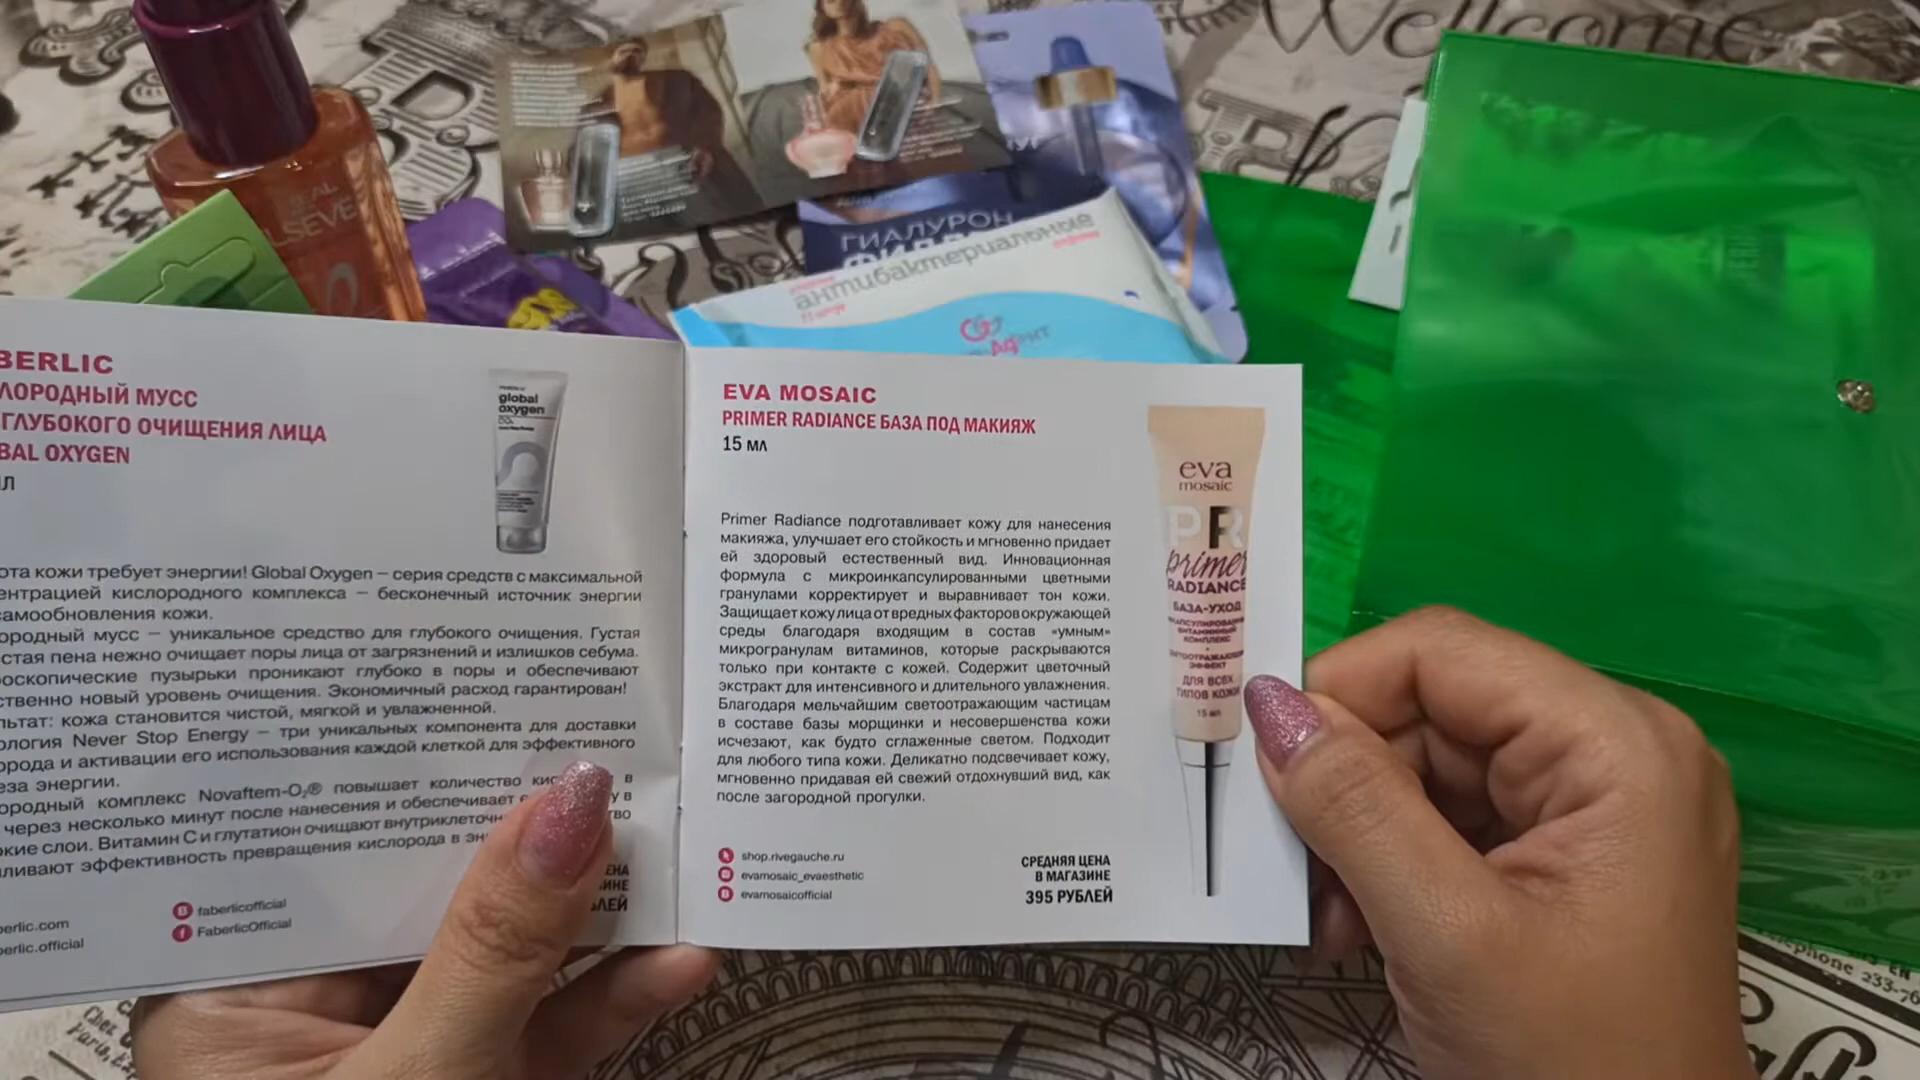 Wellcome
ELSEVE
ГИАЛУРОН
антибактериальные
BERLIC
ЛОРОДНЫЙ МУСС
ГЛУБОКОГО ОЧИЩЕНИЯ ЛИЦА
BAL OXYGEN
global
oxygen
ота кожи требует энергии! Global Oxygen – серия средств с максимальной
ентрацией кислородного комплекса – бесконечный источник энергии
самообновления кожи.
ородный мусс – уникальное средство для глубокого очищения. Густая
стая пена нежно очищает поры лица от загрязнений и излишков себума.
оскопические пузырьки проникают глубоко в поры и обеспечивают
ственно новый уровень очищения. Экономичный расход гарантирован!
льтат: кожа становится чистой, мягкой и увлажненной.
ология Never Stop Energy – три уникальных компонента для доставки
орода и активации его использования каждой клеткой для эффективного
еза энергии.
ородный комплекс Novaftem-O₂® повышает количество кис в
через несколько минут после нанесения и обеспечивает у в
окие слои. Витамин С и глутатион очищают внутриклеточн тво
ливают эффективность превращения кислорода в эн
ЕНА
ИНЕ
БЛЕЙ
berlic.com
berlic.official
faberlicofficial
FaberlicOfficial
EVA MOSAIC
PRIMER RADIANCE БАЗА ПОД МАКИЯЖ
15 мл
Primer Radiance подготавливает кожу для нанесения
макияжа, улучшает его стойкость и мгновенно придает
ей здоровый естественный вид. Инновационная
формула с микроинкапсулированными цветными
гранулами корректирует и выравнивает тон кожи.
Защищает кожу лица от вредных факторов окружающей
среды благодаря входящим в состав «умным»
микрогранулам витаминов, которые раскрываются
только при контакте с кожей. Содержит цветочный
экстракт для интенсивного и длительного увлажнения.
Благодаря мельчайшим светоотражающим частицам
в составе базы морщинки и несовершенства кожи
исчезают, как будто сглаженные светом. Подходит
для любого типа кожи. Деликатно подсвечивает кожу,
мгновенно придавая ей свежий отдохнувший вид, как
после загородной прогулки.
shop.rivegauche.ru
evamosaic_evaesthetic
evamosaicofficial
СРЕДНЯЯ ЦЕНА
В МАГАЗИНЕ
395 РУБЛЕЙ
eva
mosaic
PR
primer
RADIANCE
БАЗА-УХОД
ДЛЯ ВСЕХ
ТИПОВ КОЖИ
15 мл